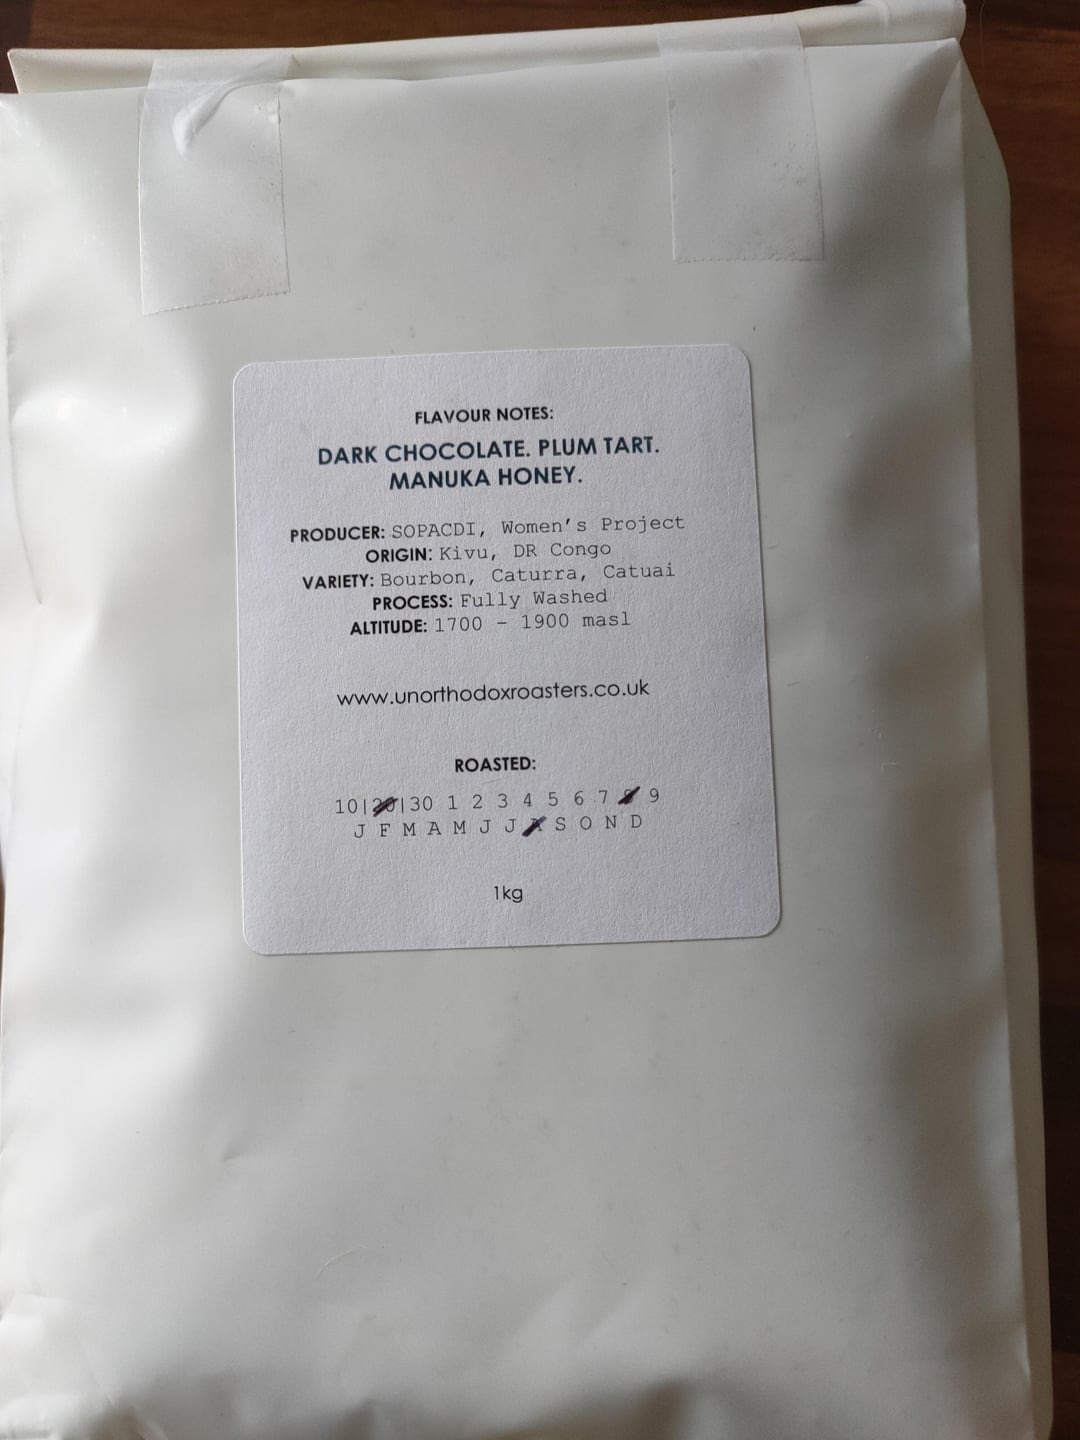 FLAVOUR NOTES:
DARK CHOCOLATE. PLUM TART.
MANUKA HONEY.
PRODUCER: SOPACDI, Women's Project
ORIGIN: Kivu, DR Congo
VARIETY: Bourbon, Caturra, Catuai
PROCESS: Fully Washed
ALTITUDE: 1700 - 1900 masl
www.unorthodoxroasters.co.uk
ROASTED:
10|20|30 1 2 3 4 5 6 7 8 9
J F M A M J J A S O N D
1kg